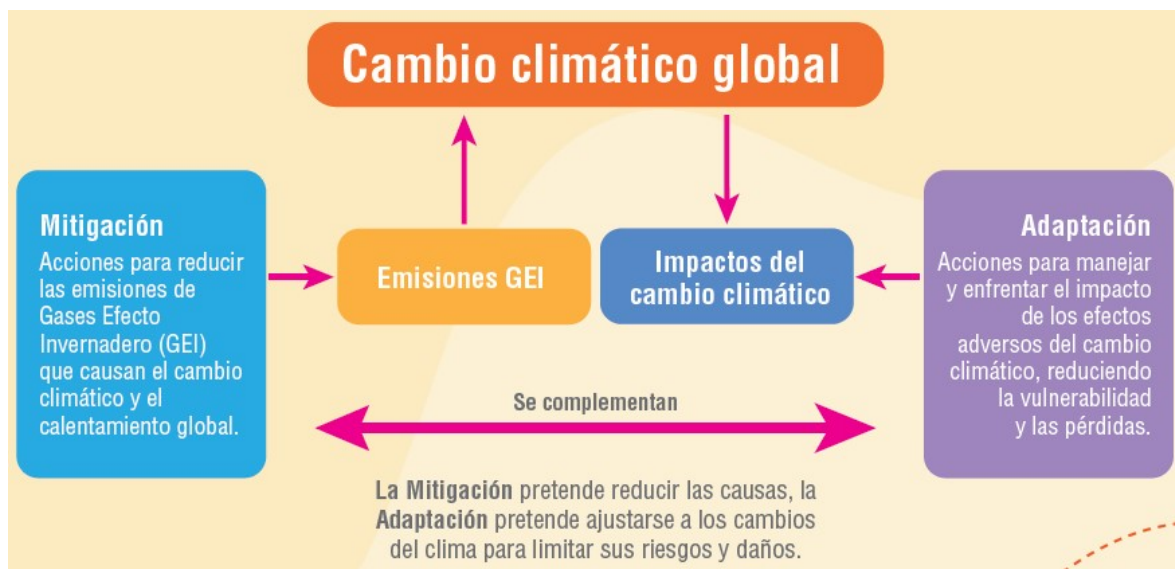 Cambio climático global
Mitigación
Acciones para reducir
las emisiones de
Gases Efecto
Invernadero (GEI)
que causan el cambio
climático y el
calentamiento global.
Emisiones GEI
Impactos del
cambio climático
Adaptación
Acciones para manejar
y enfrentar el impacto
de los efectos
adversos del cambio
climático, reduciendo
la vulnerabilidad
y las pérdidas.
Se complementan
La Mitigación pretende reducir las causas, la
Adaptación pretende ajustarse a los cambios
del clima para limitar sus riesgos y daños.